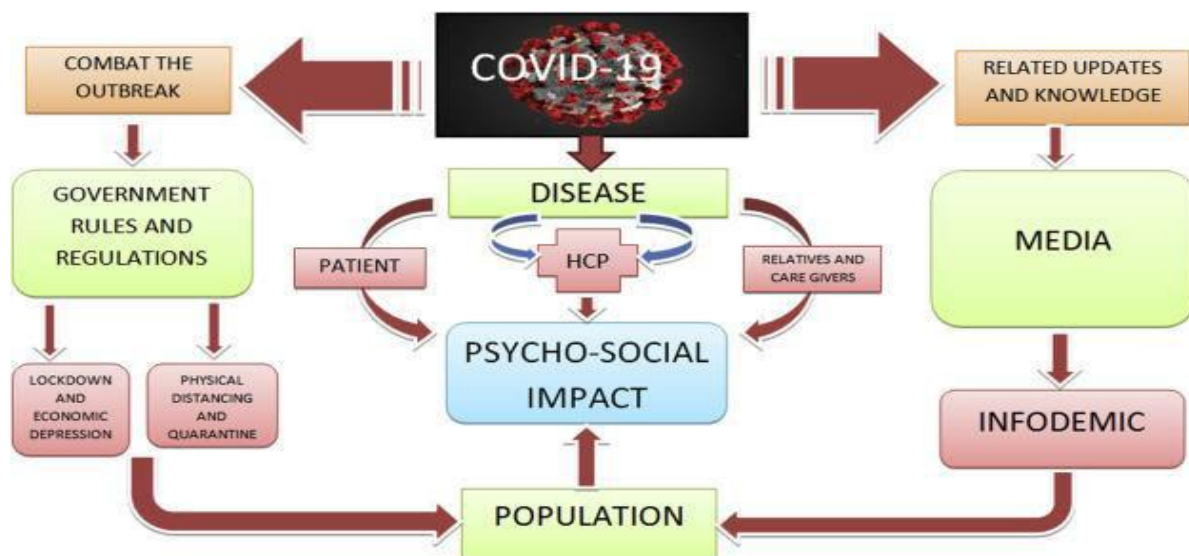 COVID-19
COMBAT THE
OUTBREAK
RELATED UPDATES
AND KNOWLEDGE
GOVERNMENT
RULES AND
REGULATIONS
DISEASE
MEDIA
PATIENT
HCP
RELATIVES AND
CARE GIVERS
PSYCHO-SOCIAL
IMPACT
LOCKDOWN
AND
ECONOMIC
DEPRESSION
PHYSICAL
DISTANCING
AND
QUARANTINE
INFODEMIC
POPULATION